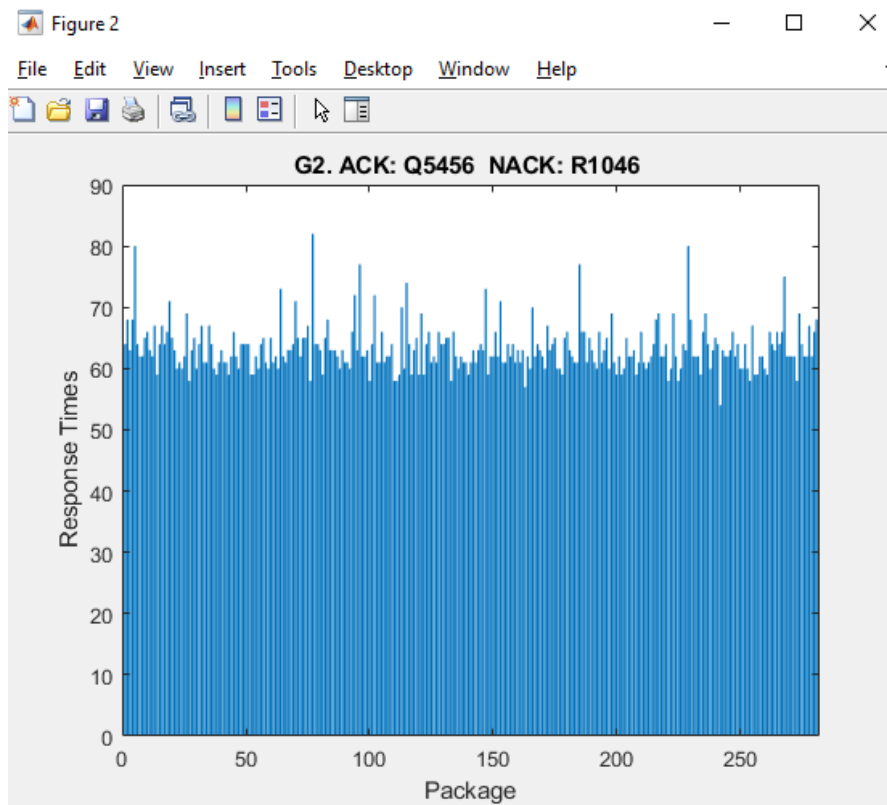 Figure 2
File Edit View Insert Tools Desktop Window Help
G2. ACK: Q5456 NACK: R1046
90
80
70
60
50
40
30
20
10
0
Response Times
0 50 100 150 200 250
Package